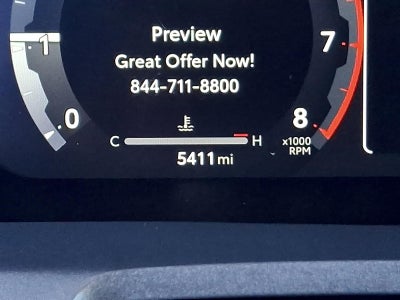 Preview
Great Offer Now!
844-711-8800
1
0
7
8
C H
x1000
RPM
5411 mi